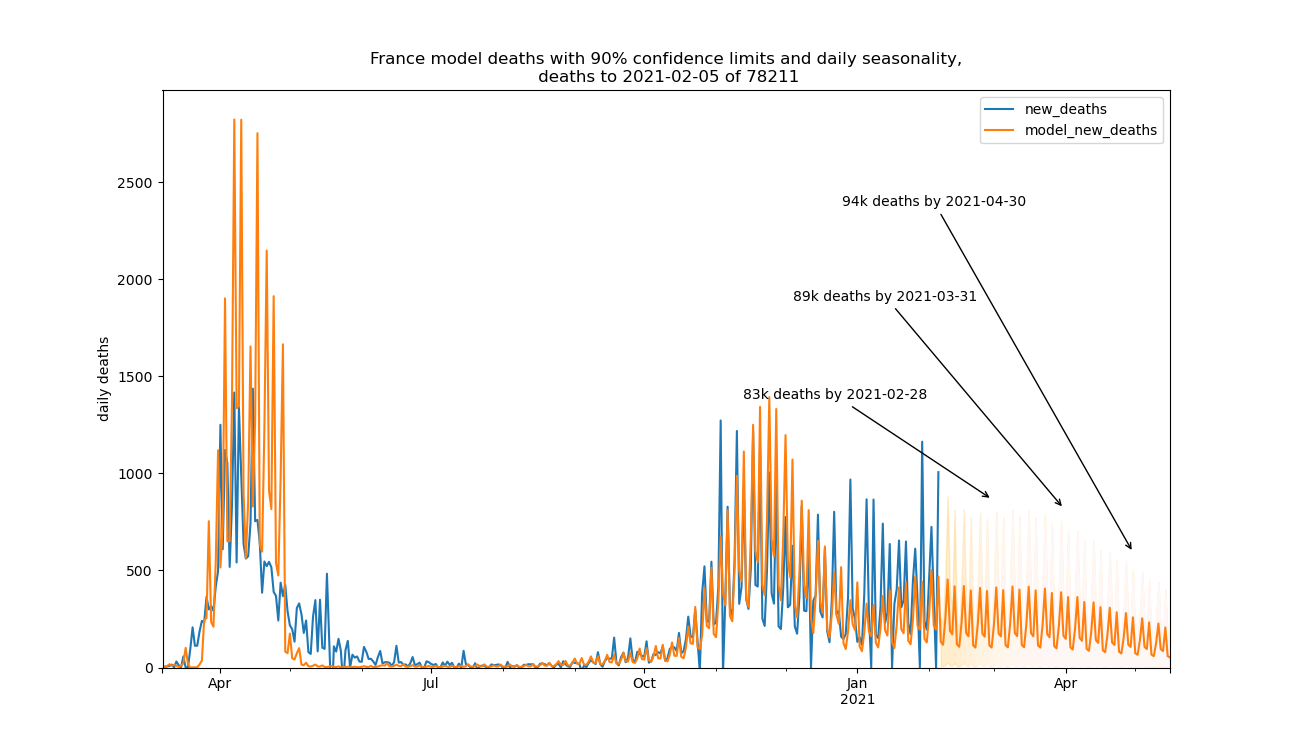 France model deaths with 90% confidence limits and daily seasonality,
deaths to 2021-02-05 of 78211
new_deaths
model_new_deaths
94k deaths by 2021-04-30
89k deaths by 2021-03-31
83k deaths by 2021-02-28
daily deaths
2500
2000
1500
1000
500
0
Apr
Jul
Oct
Jan
2021
Apr